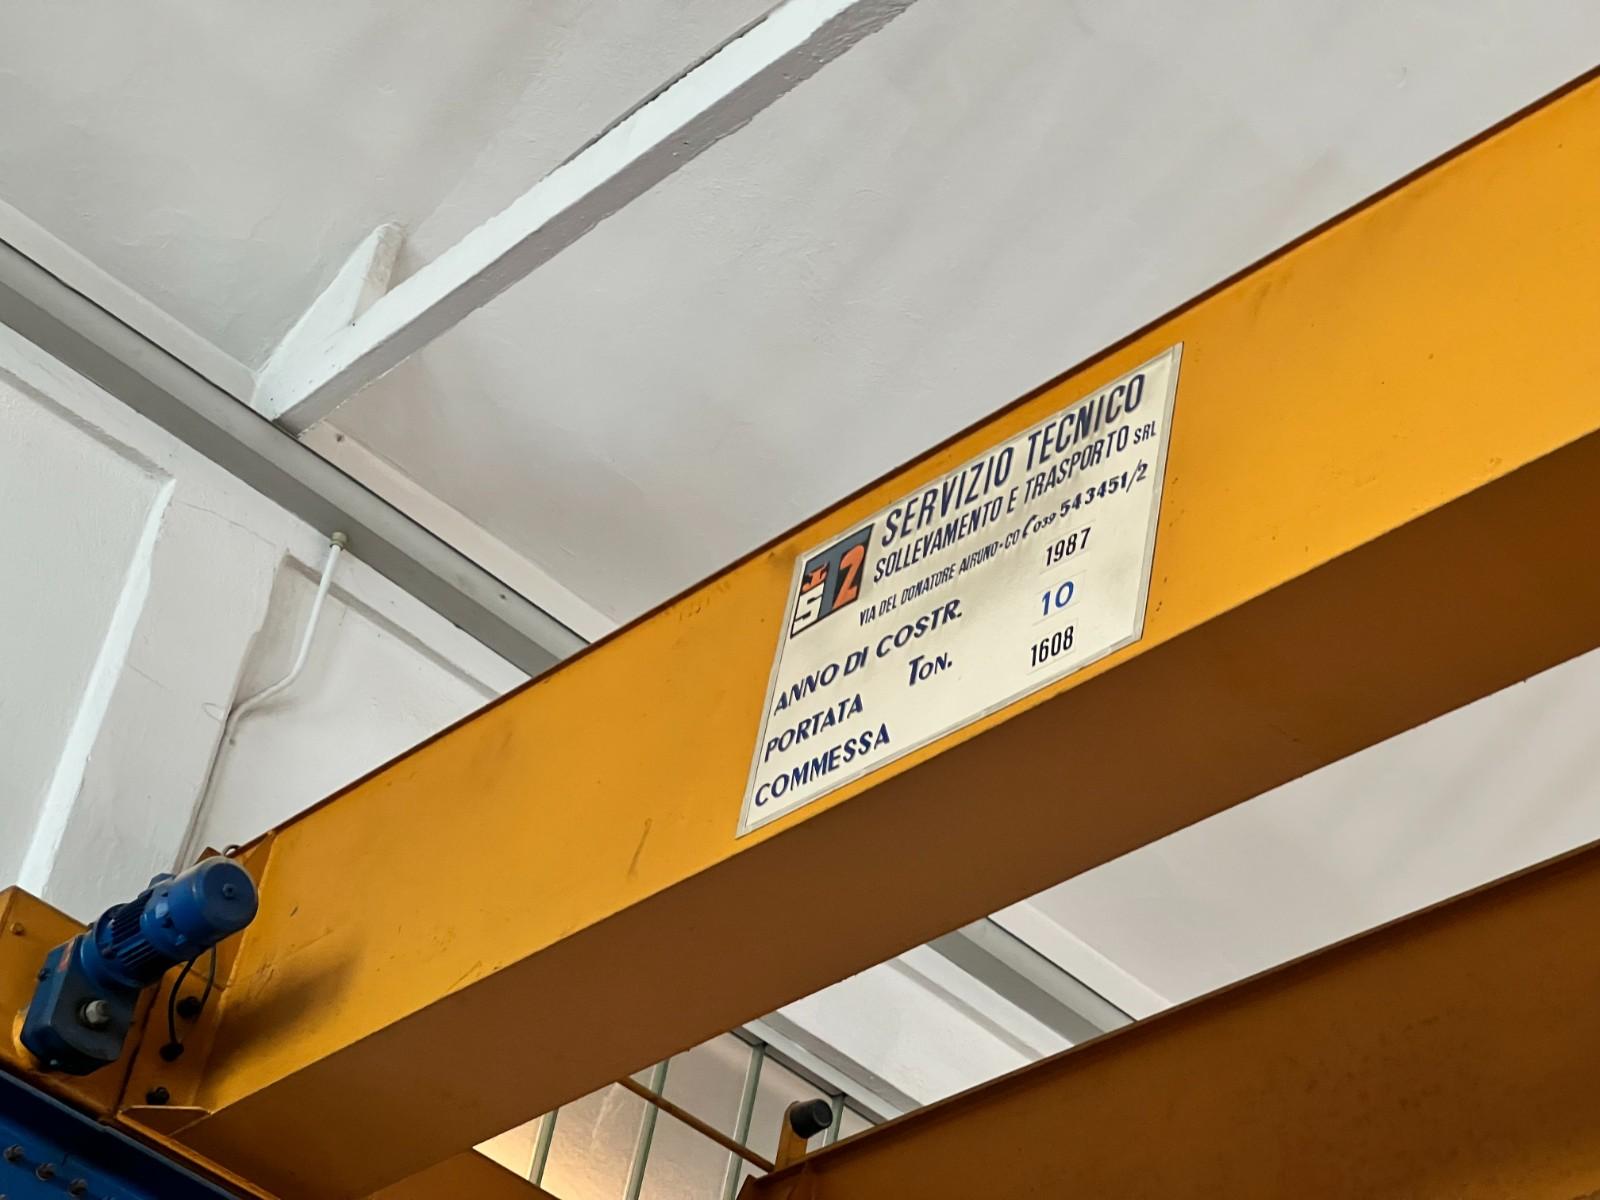 ST2
SERVIZIO TECNICO
SOLLEVAMENTO E TRASPORTO SRL
VIA DEL DONATORE AIRUNO-CO 039 543451/2
ANNO DI COSTR. 1987
PORTATA TON. 10
COMMESSA 1608